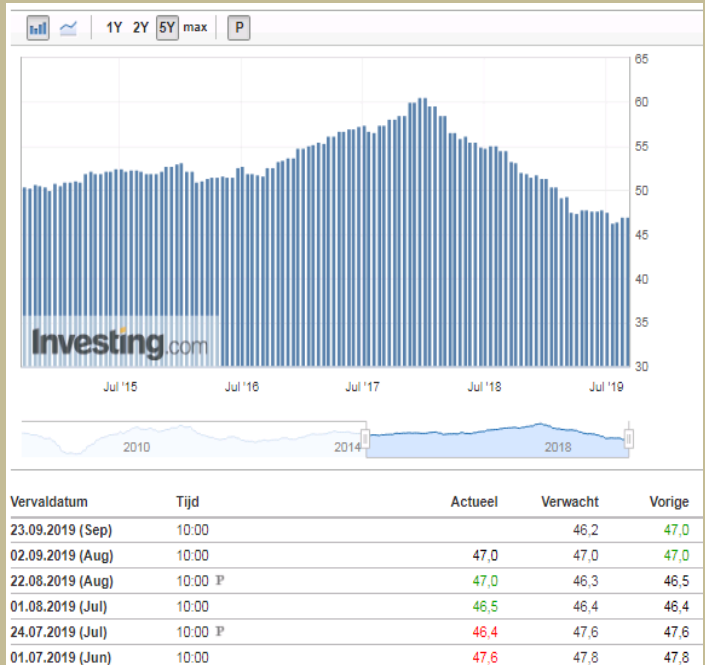 1Y 2Y 5Y max P
65
60
55
50
45
40
35
30
Investing.com
Jul '15 Jul '16 Jul '17 Jul '18 Jul '19
2010 2014 2018
Vervaldatum Tijd Actueel Verwacht Vorige
23.09.2019 (Sep) 10:00 46,2 47,0
02.09.2019 (Aug) 10:00 47,0 47,0 47,0
22.08.2019 (Aug) 10:00 P 47,0 46,3 46,5
01.08.2019 (Jul) 10:00 46,5 46,4 46,4
24.07.2019 (Jul) 10:00 P 46,4 47,6 47,6
01.07.2019 (Jun) 10:00 47,6 47,8 47,8